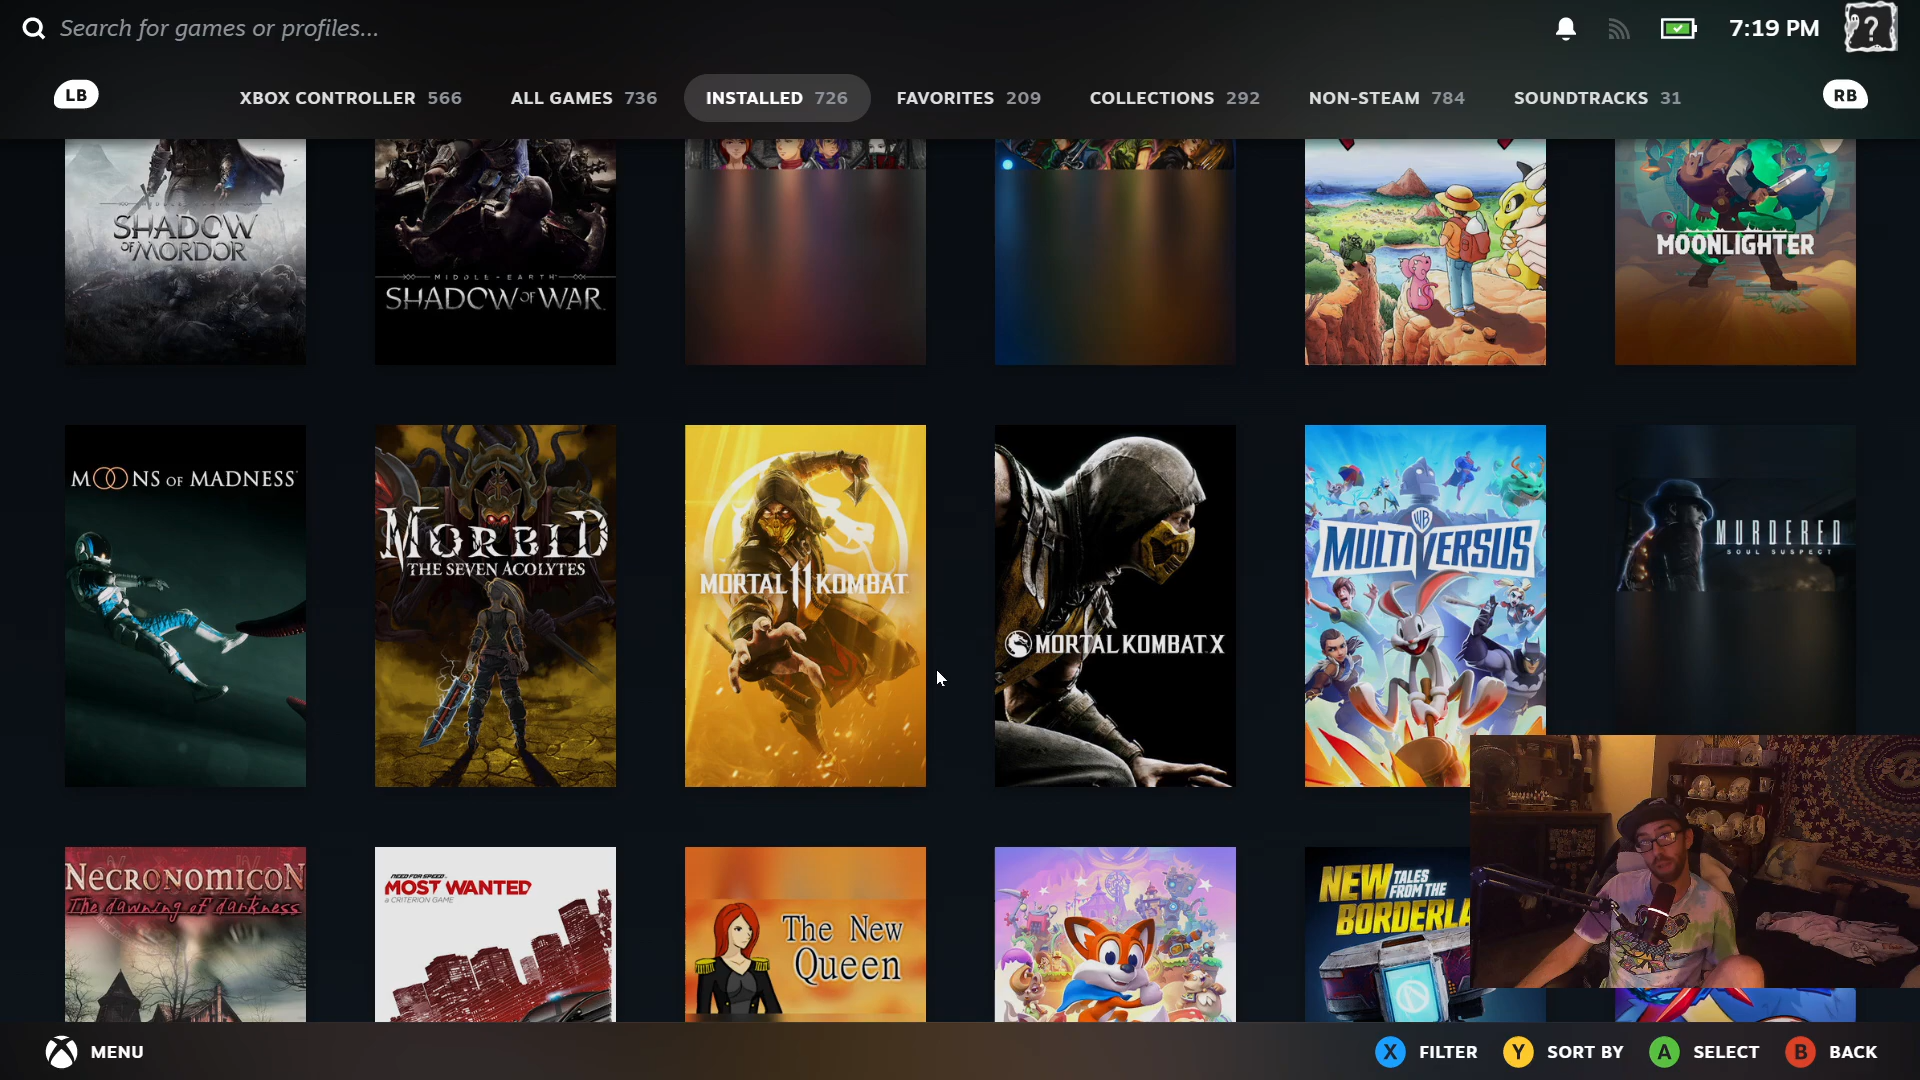 Search for games or profiles...
7:19 PM
?
LB
XBOX CONTROLLER 566
ALL GAMES 736
INSTALLED 726
FAVORITES 209
COLLECTIONS 292
NON-STEAM 784
SOUNDTRACKS 31
RB
SHADOW
OF MORDOR
MIDDLE-EARTH
SHADOW OF WAR
MOONLIGHTER
MOONS OF MADNESS
MORBID
THE SEVEN ACOLYTES
MORTAL 11 KOMBAT
MORTAL KOMBAT X
WB
MULTIVERSUS
MURDERED
SOUL SUSPECT
NECRONOMICON
The dawning of darkness
NEED FOR SPEED
MOST WANTED
A CRITERION GAME
The New
Queen
NEW TALES
FROM THE
BORDERLA
MENU
X FILTER
Y SORT BY
A SELECT
B BACK